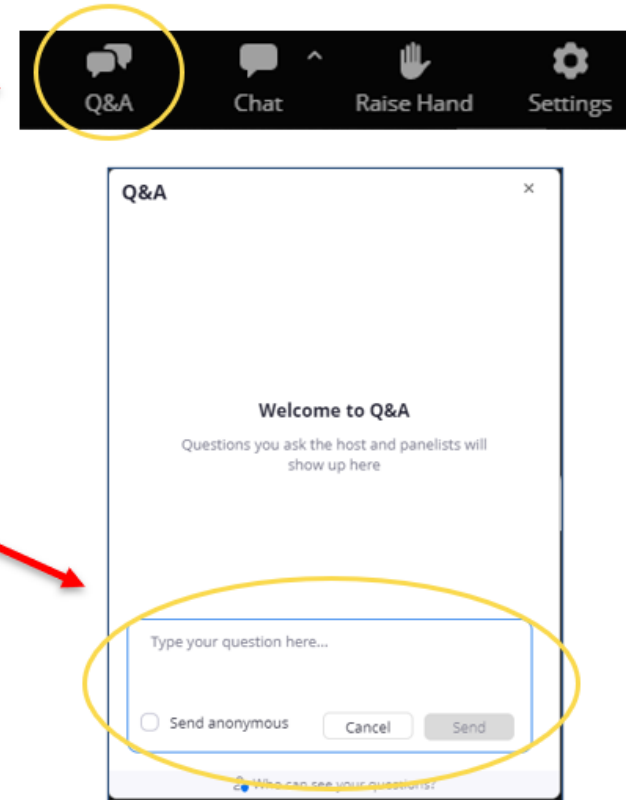 Q&A Chat Raise Hand Settings
Q&A
Welcome to Q&A
Questions you ask the host and panelists will
show up here
Type your question here...
Send anonymous Cancel Send
Who can see your questions?